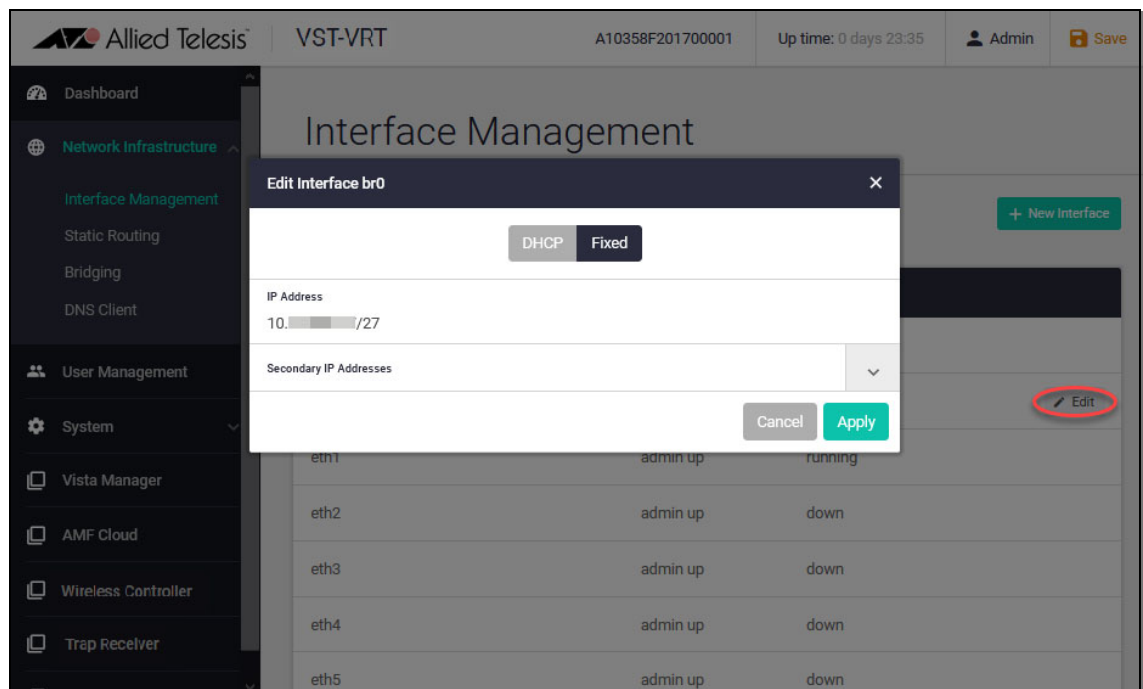 Allied Telesis
VST-VRT
A10358F201700001
Up time: 0 days 23:35
Admin
Save
Dashboard
Network Infrastructure
Interface Management
Static Routing
Bridging
DNS Client
User Management
System
Vista Manager
AMF Cloud
Wireless Controller
Trap Receiver
Interface Management
+ New Interface
Edit Interface br0
DHCP Fixed
IP Address
10. /27
Secondary IP Addresses
Cancel Apply
Edit
eth1 admin up running
eth2 admin up down
eth3 admin up down
eth4 admin up down
eth5 admin up down